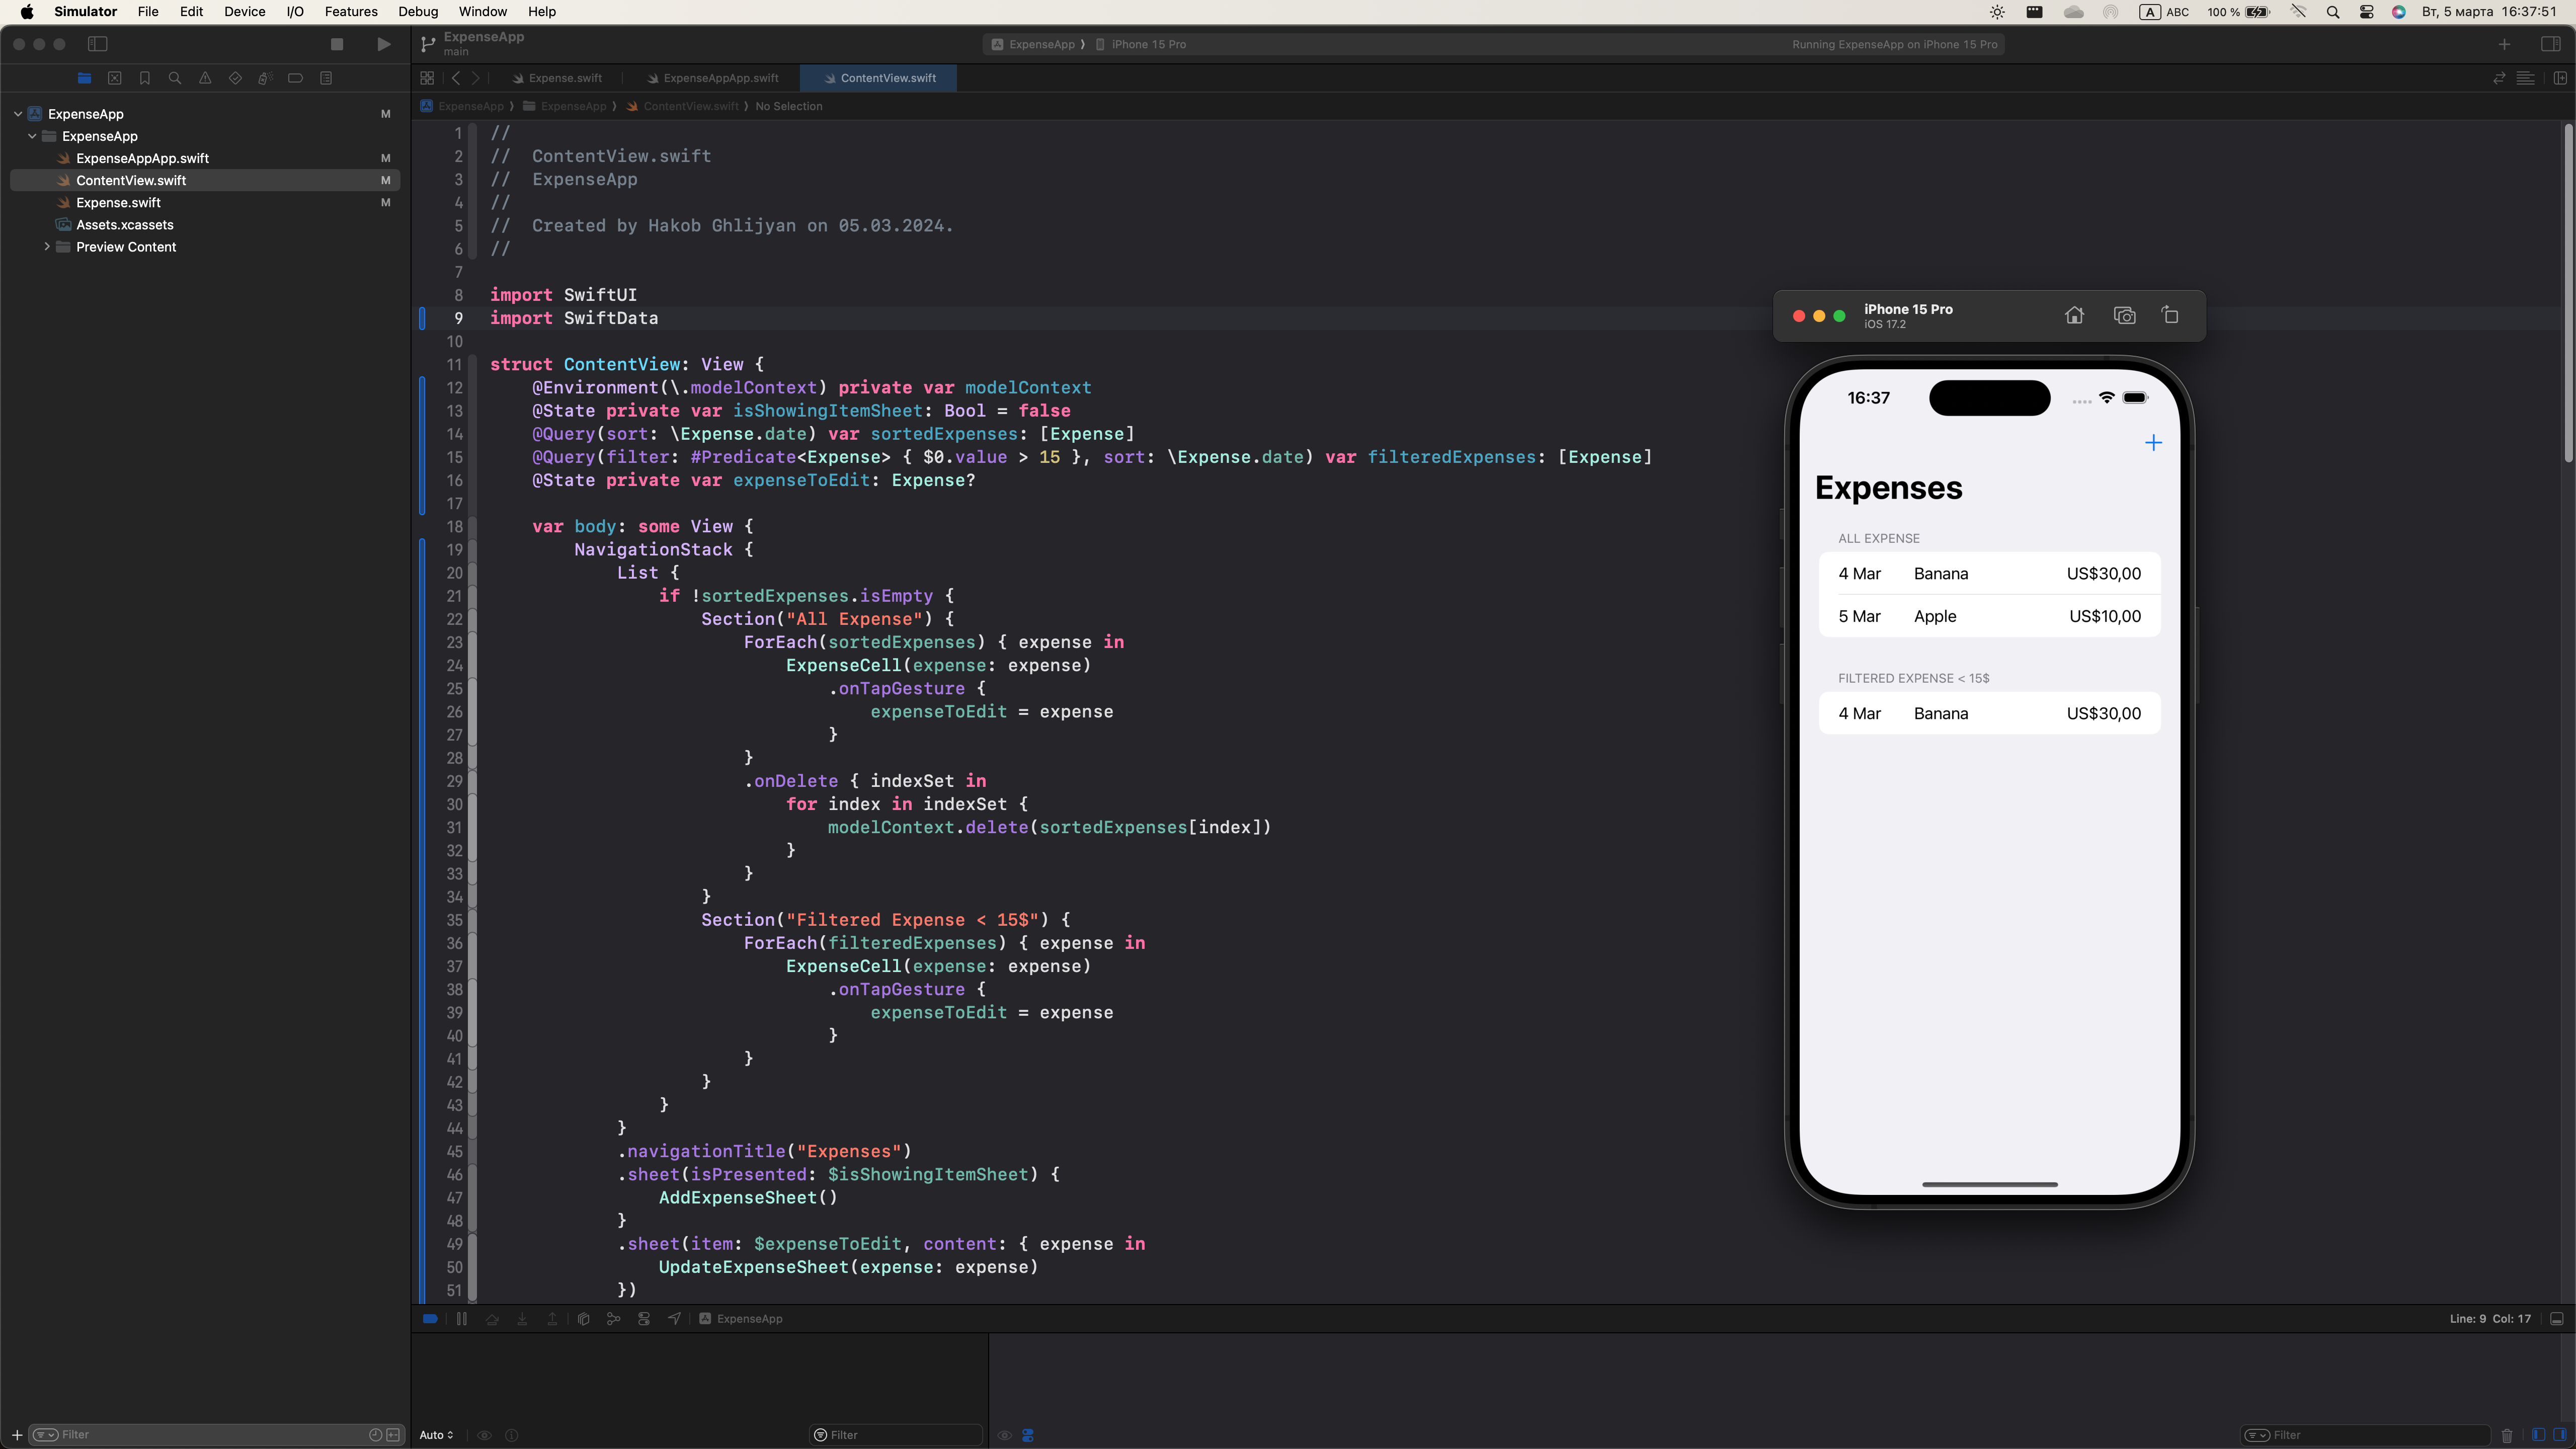 Simulator File Edit Device I/O Features Debug Window Help
A ABC 100 % Вт, 5 марта 16:37:51
ExpenseApp
main
ExpenseApp ❭ iPhone 15 Pro Running ExpenseApp on iPhone 15 Pro
Expense.swift ExpenseAppApp.swift ContentView.swift
ExpenseApp ❭ ExpenseApp ❭ ContentView.swift ❭ No Selection
ExpenseApp M
ExpenseApp
ExpenseAppApp.swift M
ContentView.swift M
Expense.swift M
Assets.xcassets
Preview Content
1 //
2 //  ContentView.swift
3 //  ExpenseApp
4 //
5 //  Created by Hakob Ghlijyan on 05.03.2024.
6 //
7
8 import SwiftUI
9 import SwiftData
10
11 struct ContentView: View {
12     @Environment(\.modelContext) private var modelContext
13     @State private var isShowingItemSheet: Bool = false
14     @Query(sort: \Expense.date) var sortedExpenses: [Expense]
15     @Query(filter: #Predicate<Expense> { $0.value > 15 }, sort: \Expense.date) var filteredExpenses: [Expense]
16     @State private var expenseToEdit: Expense?
17
18     var body: some View {
19         NavigationStack {
20             List {
21                 if !sortedExpenses.isEmpty {
22                     Section("All Expense") {
23                         ForEach(sortedExpenses) { expense in
24                             ExpenseCell(expense: expense)
25                                 .onTapGesture {
26                                     expenseToEdit = expense
27                                 }
28                         }
29                         .onDelete { indexSet in
30                             for index in indexSet {
31                                 modelContext.delete(sortedExpenses[index])
32                             }
33                         }
34                     }
35                     Section("Filtered Expense < 15$") {
36                         ForEach(filteredExpenses) { expense in
37                             ExpenseCell(expense: expense)
38                                 .onTapGesture {
39                                     expenseToEdit = expense
40                                 }
41                         }
42                     }
43                 }
44             }
45             .navigationTitle("Expenses")
46             .sheet(isPresented: $isShowingItemSheet) {
47                 AddExpenseSheet()
48             }
49             .sheet(item: $expenseToEdit, content: { expense in
50                 UpdateExpenseSheet(expense: expense)
51             })
iPhone 15 Pro
iOS 17.2
16:37
Expenses
ALL EXPENSE
4 Mar Banana US$30,00
5 Mar Apple US$10,00
FILTERED EXPENSE < 15$
4 Mar Banana US$30,00
ExpenseApp Line: 9 Col: 17
Filter Auto Filter Filter